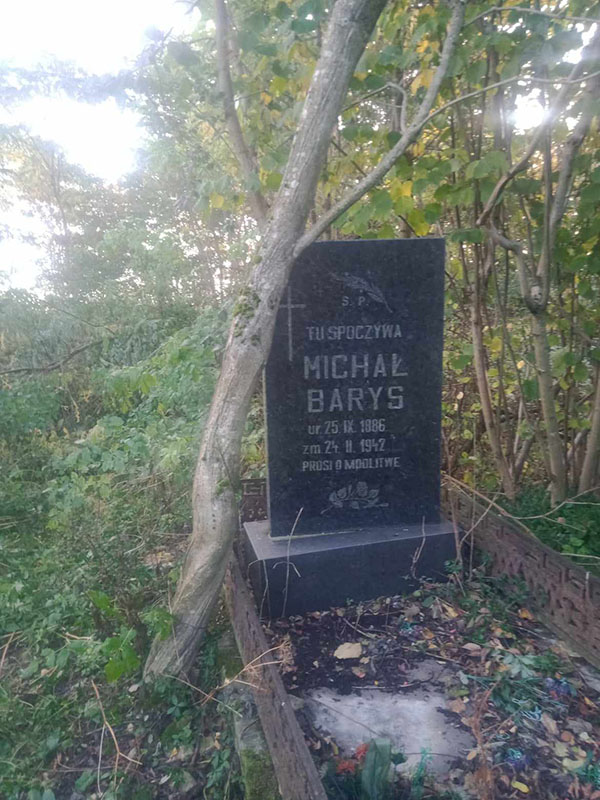 Ś. P.
TU SPOCZYWA
MICHAŁ
BARYS
ur. 25 IX. 1886
zm. 24. II. 1942
PROSI O MODLITWĘ